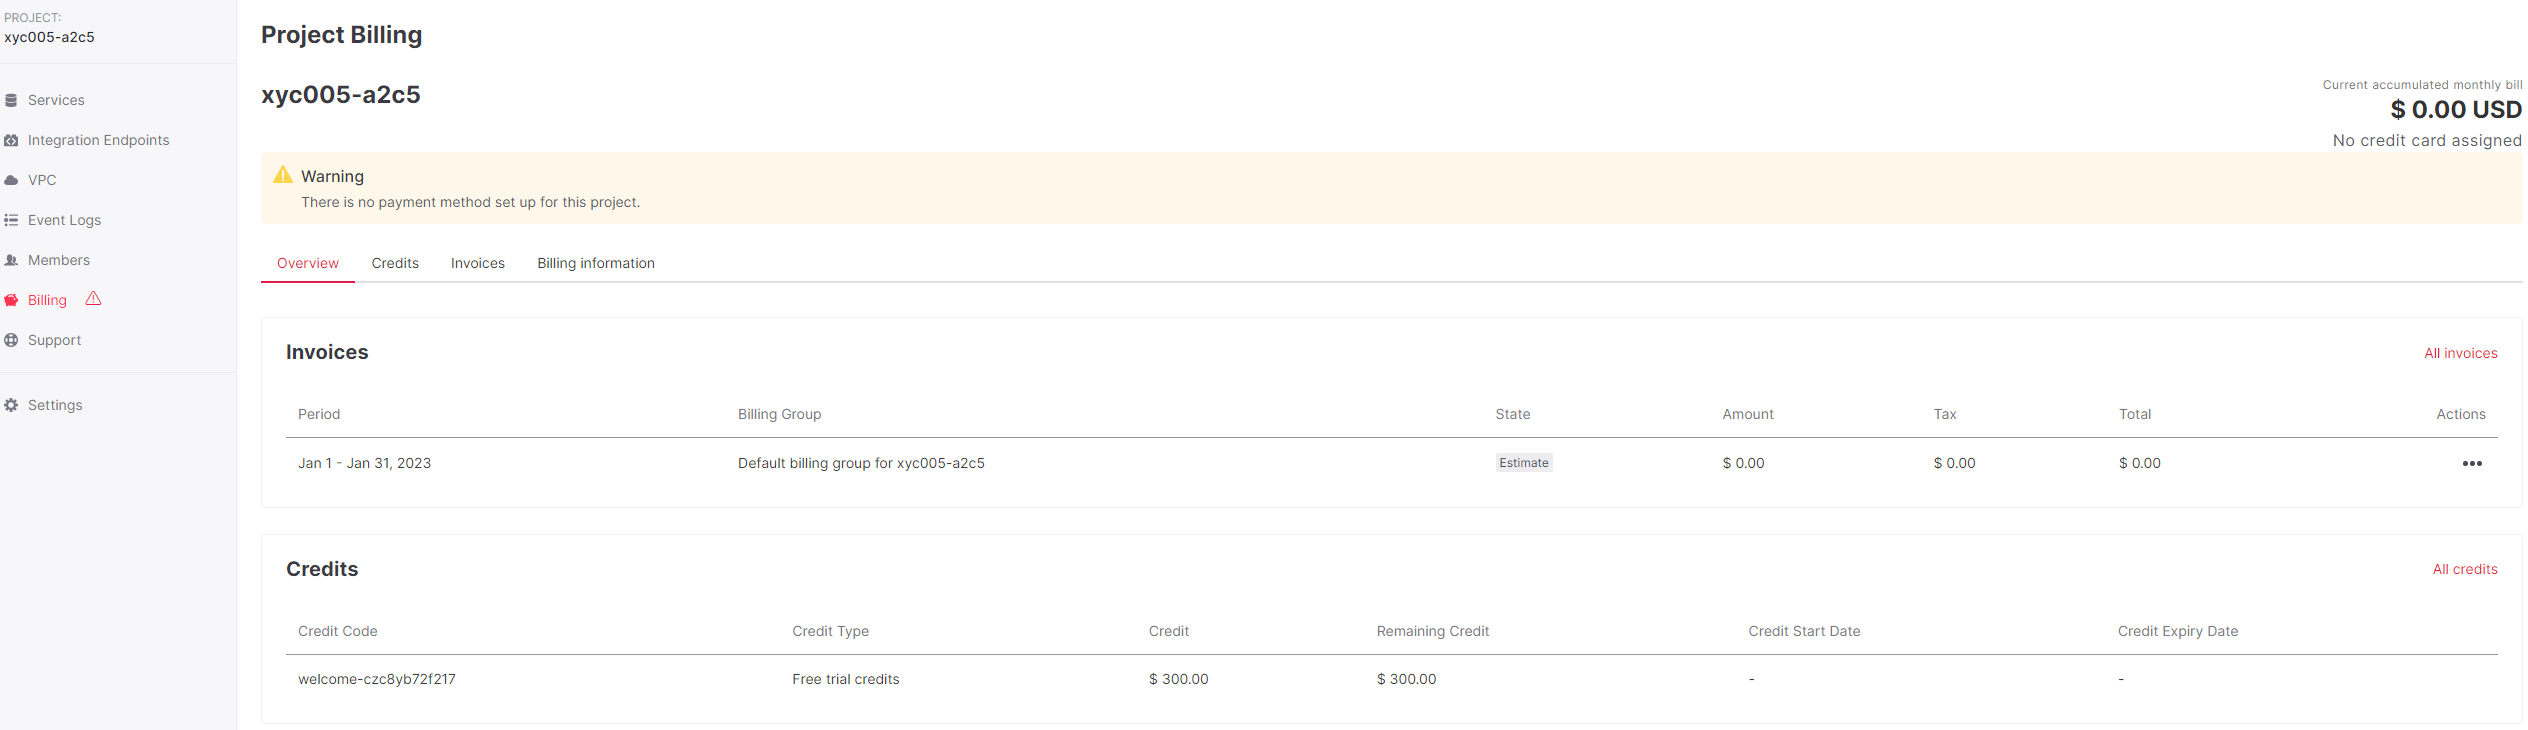 PROJECT:
xyc005-a2c5
Services
Integration Endpoints
VPC
Event Logs
Members
Billing
Support
Settings
Project Billing
xyc005-a2c5
Current accumulated monthly bill
$ 0.00 USD
No credit card assigned
Warning
There is no payment method set up for this project.
Overview Credits Invoices Billing information
Invoices All invoices
Period Billing Group State Amount Tax Total Actions
Jan 1 - Jan 31, 2023 Default billing group for xyc005-a2c5 Estimate $ 0.00 $ 0.00 $ 0.00
Credits All credits
Credit Code Credit Type Credit Remaining Credit Credit Start Date Credit Expiry Date
welcome-czc8yb72f217 Free trial credits $ 300.00 $ 300.00 - -